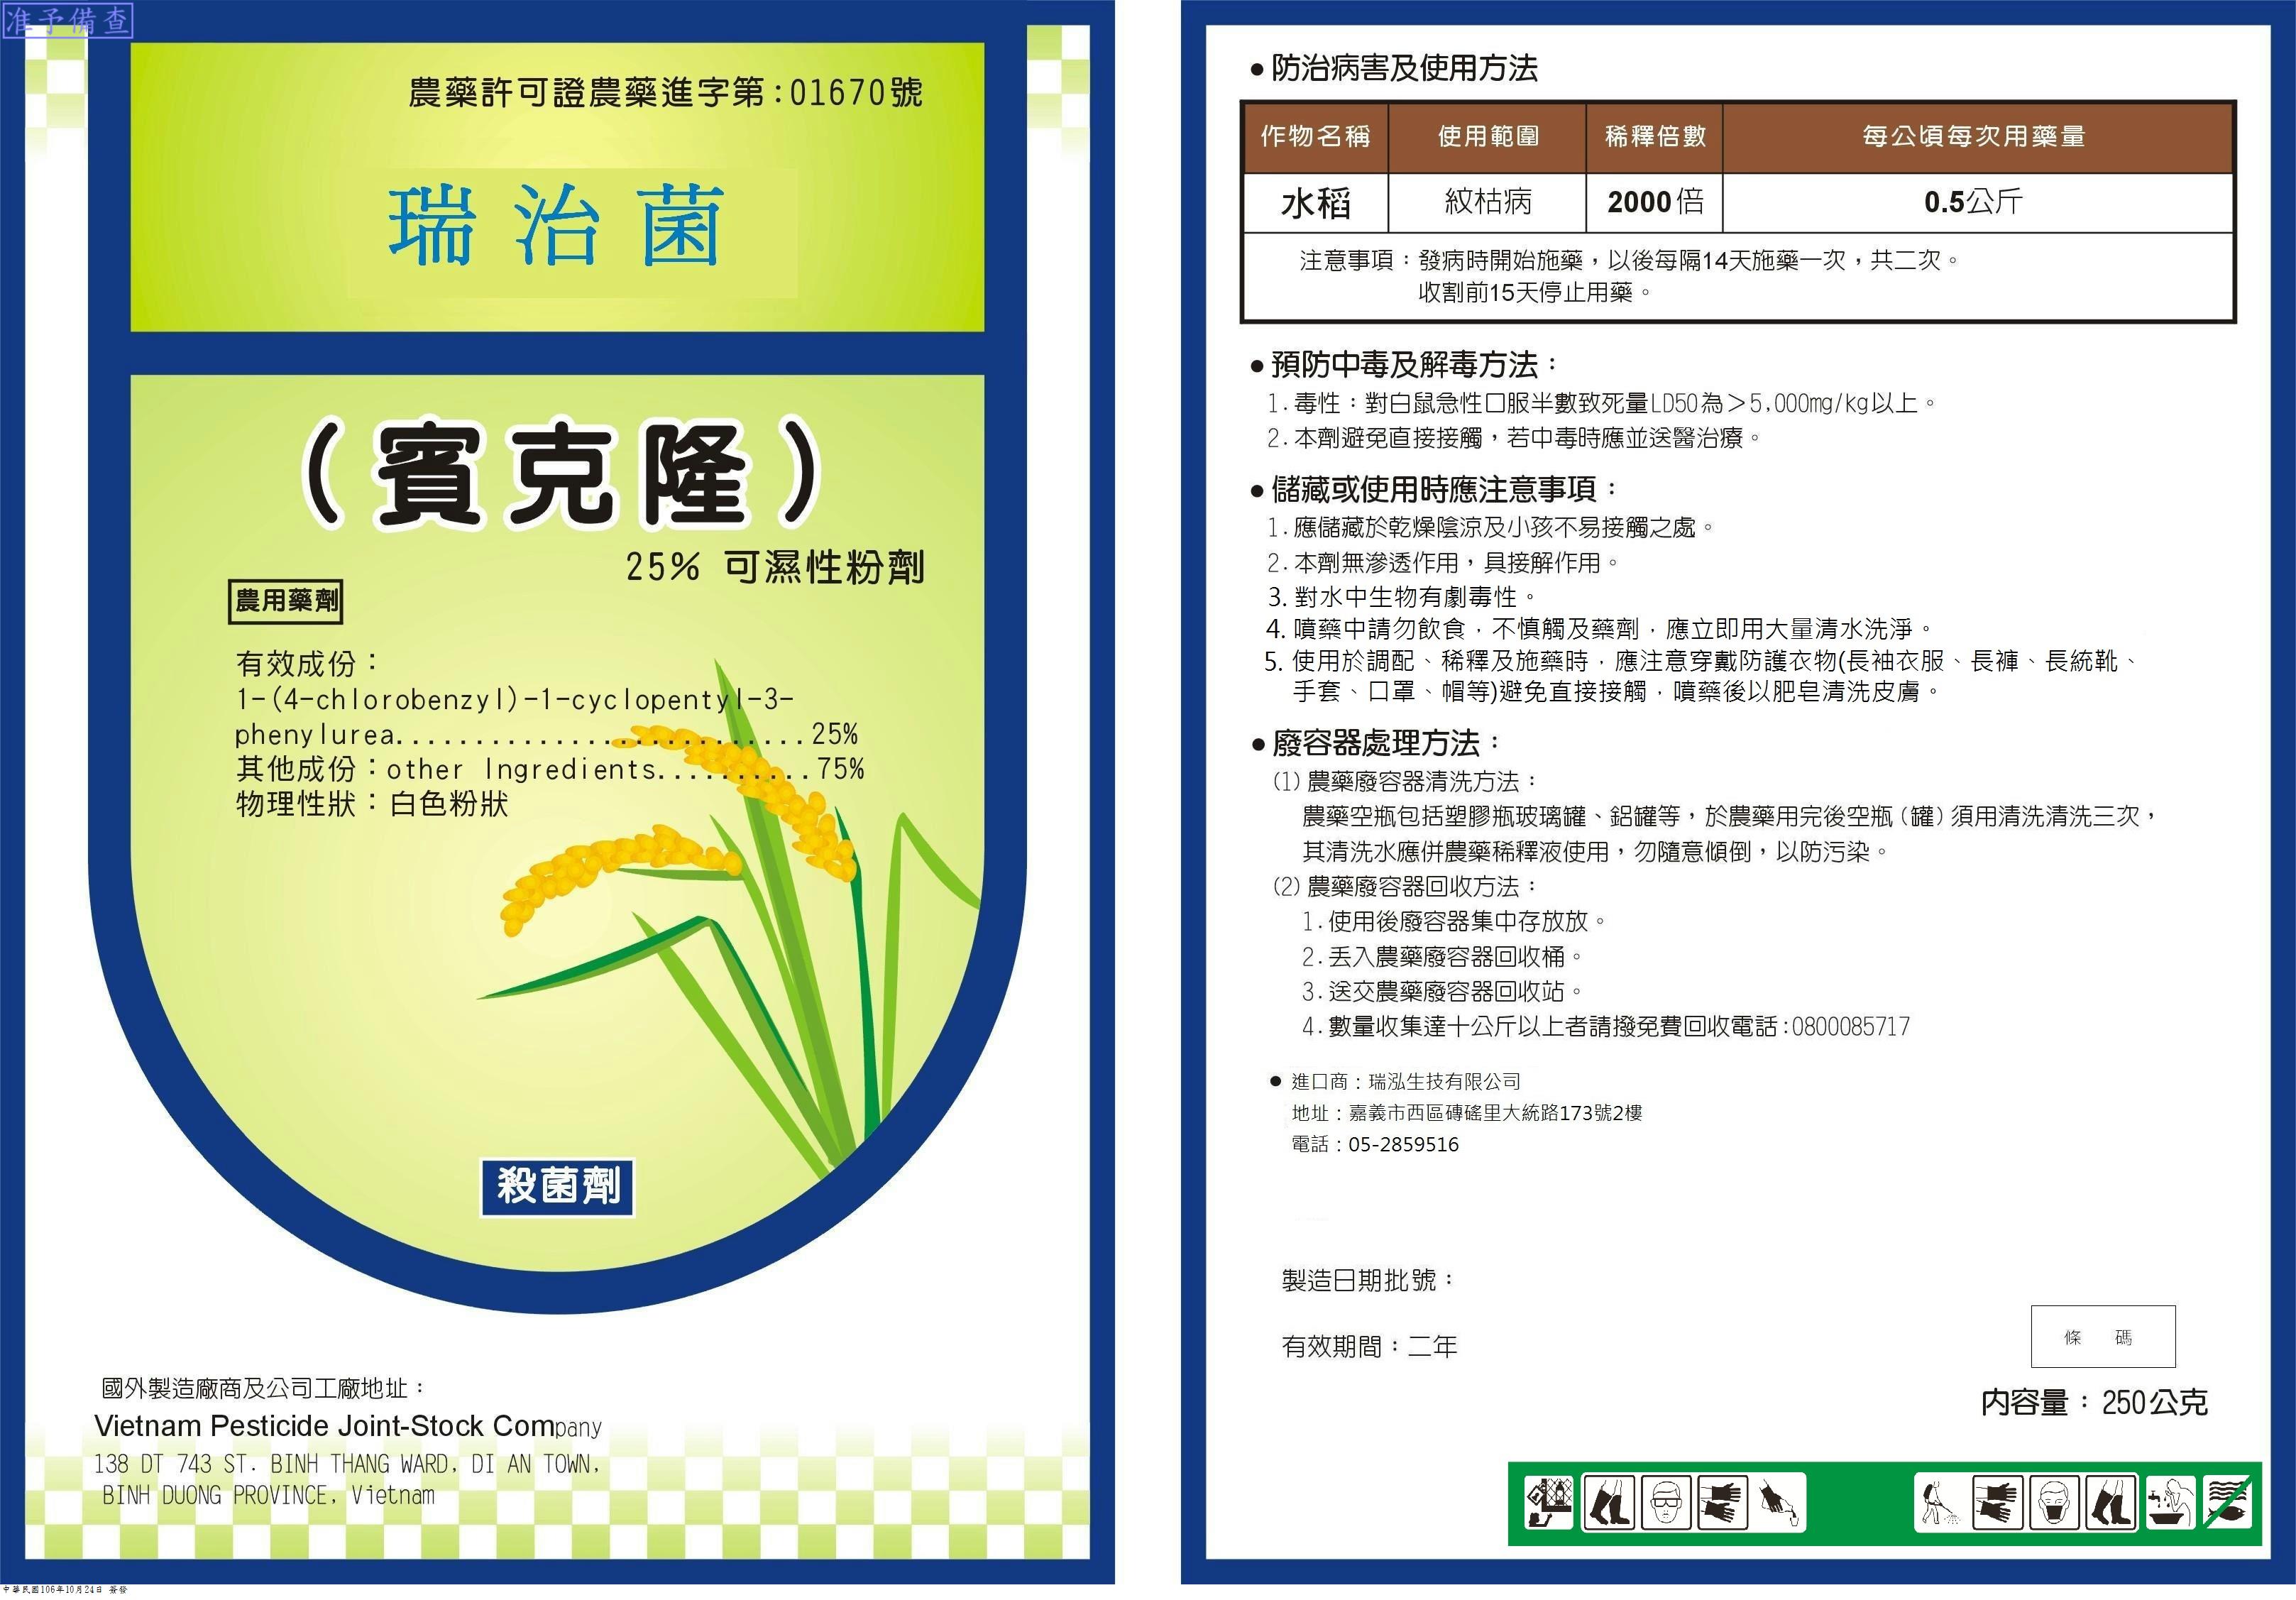 准予備查
農藥許可證農藥進字第:01670號
瑞治菌
(賓克隆)
25% 可濕性粉劑
農用藥劑
有效成份：
1-(4-chlorobenzyl)-1-cyclopentyl-3-
phenylurea..........................25%
其他成份：other Ingredients..........75%
物理性狀：白色粉狀
殺菌劑
國外製造廠商及公司工廠地址：
Vietnam Pesticide Joint-Stock Company
138 DT 743 ST. BINH THANG WARD, DI AN TOWN,
BINH DUONG PROVINCE, Vietnam
中華民國106年10月24日 簽發
●防治病害及使用方法
作物名稱 使用範圍 稀釋倍數 每公頃每次用藥量
水稻 紋枯病 2000倍 0.5公斤
注意事項：發病時開始施藥，以後每隔14天施藥一次，共二次。
收割前15天停止用藥。
●預防中毒及解毒方法：
1.毒性：對白鼠急性口服半數致死量LD50為＞5,000mg/kg以上。
2.本劑避免直接接觸，若中毒時應並送醫治療。
●儲藏或使用時應注意事項：
1.應儲藏於乾燥陰涼及小孩不易接觸之處。
2.本劑無滲透作用，具接解作用。
3.對水中生物有劇毒性。
4.噴藥中請勿飲食，不慎觸及藥劑，應立即用大量清水洗淨。
5.使用於調配、稀釋及施藥時，應注意穿戴防護衣物(長袖衣服、長褲、長統靴、
手套、口罩、帽等)避免直接接觸，噴藥後以肥皂清洗皮膚。
●廢容器處理方法：
(1)農藥廢容器清洗方法：
農藥空瓶包括塑膠瓶玻璃罐、鋁罐等，於農藥用完後空瓶(罐)須用清洗清洗三次，
其清洗水應併農藥稀釋液使用，勿隨意傾倒，以防污染。
(2)農藥廢容器回收方法：
1.使用後廢容器集中存放放。
2.丟入農藥廢容器回收桶。
3.送交農藥廢容器回收站。
4.數量收集達十公斤以上者請撥免費回收電話:0800085717
●進口商：瑞泓生技有限公司
地址：嘉義市西區磚磘里大統路173號2樓
電話：05-2859516
製造日期批號：
有效期間：二年
條 碼
內容量：250公克